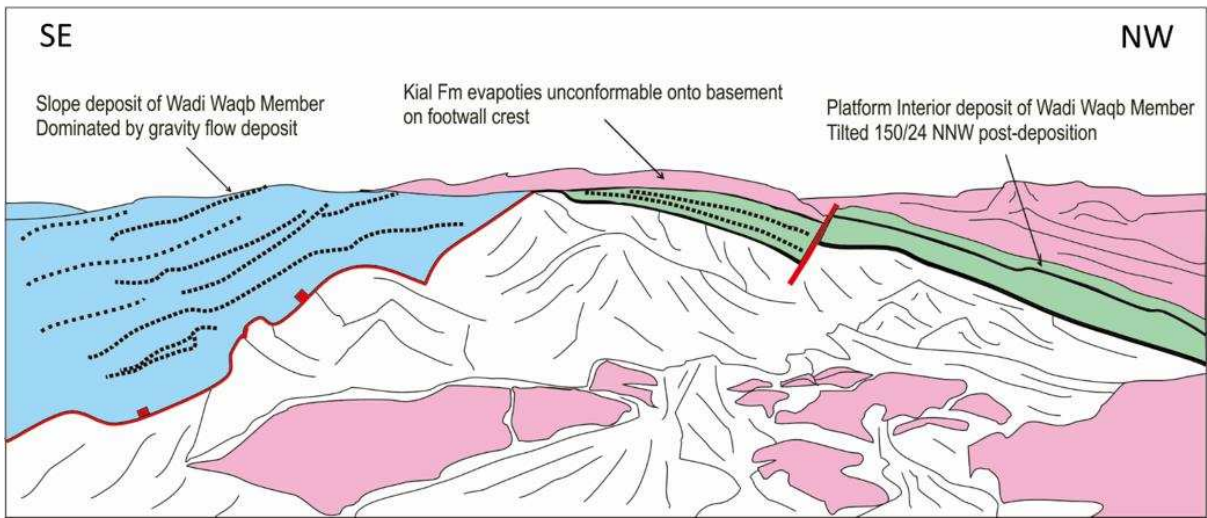 SE
NW
Slope deposit of Wadi Waqb Member
Dominated by gravity flow deposit
Kial Fm evapoties unconformable onto basement
on footwall crest
Platform Interior deposit of Wadi Waqb Member
Tilted 150/24 NNW post-deposition